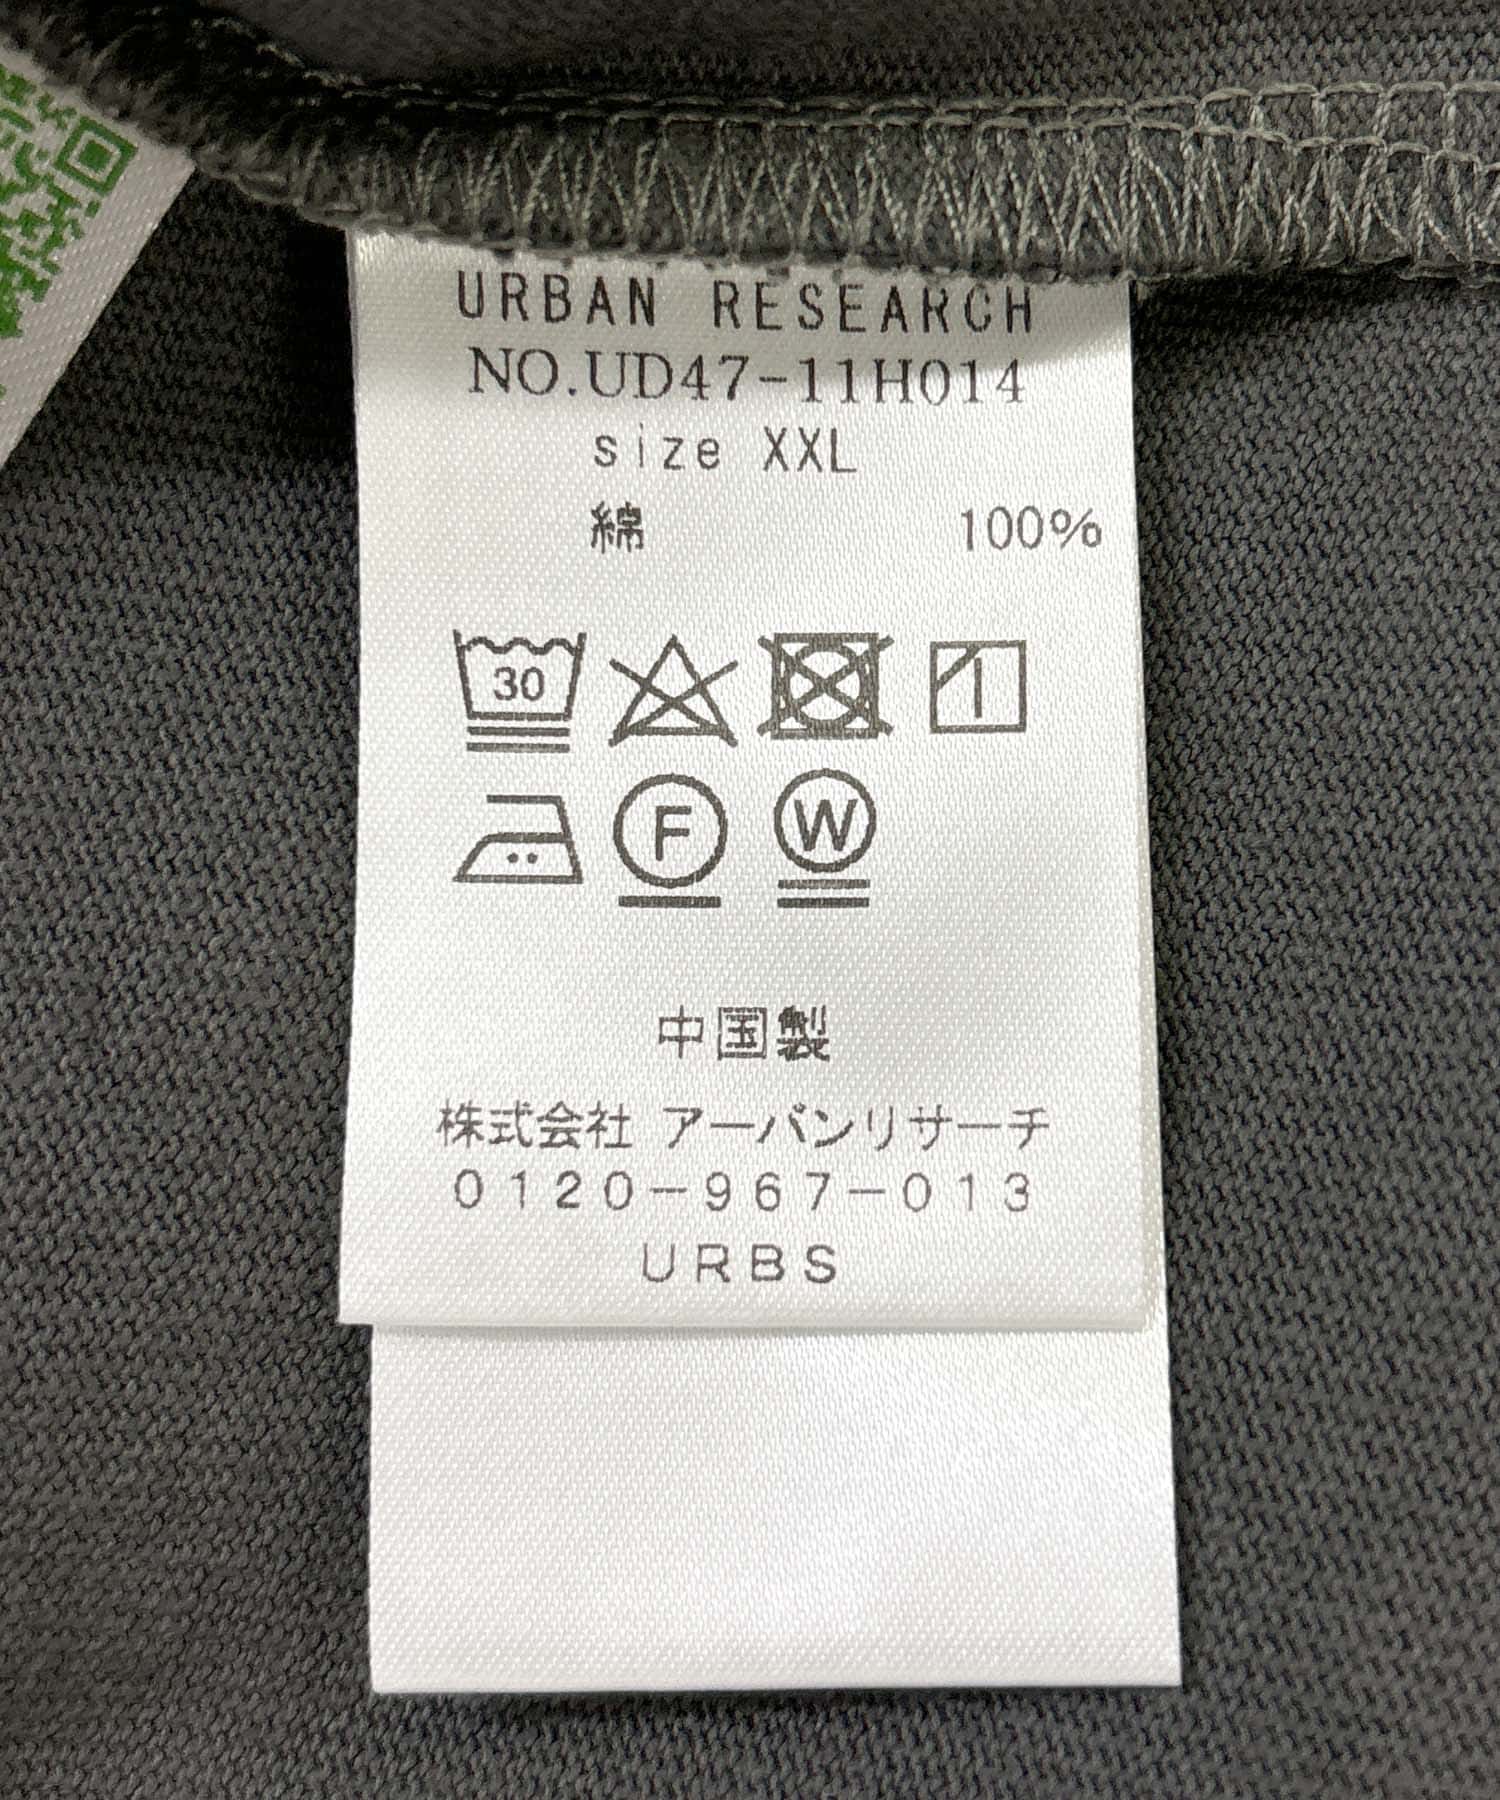 URBAN RESEARCH
NO.UD47-11H014
size XXL
綿 100%
30
F W
中国製
株式会社 アーバンリサーチ
0120-967-013
URBS